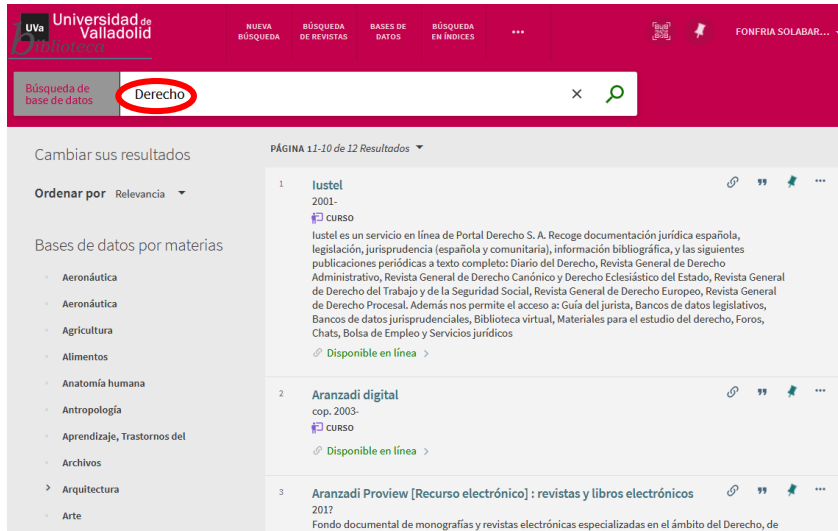 UVa
Universidad de
Valladolid
Biblioteca
NUEVA
BÚSQUEDA
BÚSQUEDA
DE REVISTAS
BASES DE
DATOS
BÚSQUEDA
EN ÍNDICES
FONFRIA SOLABAR...
Búsqueda de
base de datos
Derecho
Cambiar sus resultados
Ordenar por Relevancia
Bases de datos por materias
Aeronáutica
Aeronáutica
Agricultura
Alimentos
Anatomía humana
Antropología
Aprendizaje, Trastornos del
Archivos
Arquitectura
Arte
PÁGINA 1 1-10 de 12 Resultados
1
Iustel
2001-
CURSO
Iustel es un servicio en línea de Portal Derecho S. A. Recoge documentación jurídica española,
legislación, jurisprudencia (española y comunitaria), información bibliográfica, y las siguientes
publicaciones periódicas a texto completo: Diario del Derecho, Revista General de Derecho
Administrativo, Revista General de Derecho Canónico y Derecho Eclesiástico del Estado, Revista General
de Derecho del Trabajo y de la Seguridad Social, Revista General de Derecho Europeo, Revista General
de Derecho Procesal. Además nos permite el acceso a: Guía del jurista, Bancos de datos legislativos,
Bancos de datos jurisprudenciales, Biblioteca virtual, Materiales para el estudio del derecho, Foros,
Chats, Bolsa de Empleo y Servicios jurídicos
Disponible en línea
2
Aranzadi digital
cop. 2003-
CURSO
Disponible en línea
3
Aranzadi Proview [Recurso electrónico] : revistas y libros electrónicos
201?
Fondo documental de monografías y revistas electrónicas especializadas en el ámbito del Derecho, de